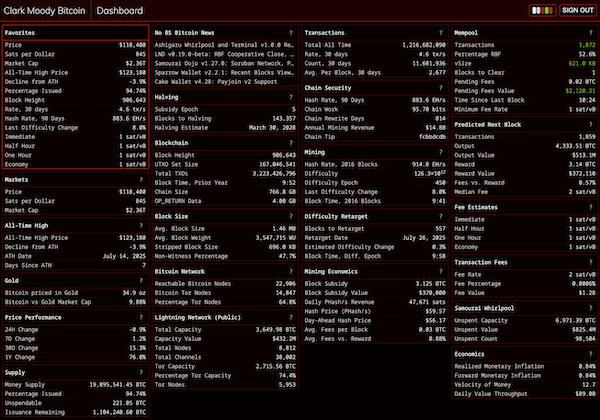 Clark Moody Bitcoin Dashboard SIGN OUT
Favorites ?
Price $118,400
Sats per Dollar 845
Market Cap $2.36T
All-Time High Price $123,180
Decline from ATH -3.9%
Percentage Issued 94.74%
Block Height 906,643
Rate, 30 days 4.6 tx/s
Hash Rate, 90 Days 883.6 EH/s
Last Difficulty Change 8.0%
Immediate 1 sat/vB
Half Hour 1 sat/vB
One Hour 1 sat/vB
Economy 1 sat/vB
Markets ?
Price $118,400
Sats per Dollar 845
Market Cap $2.36T
All-Time High ?
All-Time High Price $123,180
Decline from ATH -3.9%
ATH Date July 14, 2025
Days Since ATH 7
Gold ?
Bitcoin priced in Gold 34.9 oz
Bitcoin vs Gold Market Cap 9.88%
Price Performance ?
24H Change -0.9%
7D Change 1.2%
30D Change 15.3%
1Y Change 76.0%
Supply ?
Money Supply 19,895,541.45 BTC
Percentage Issued 94.74%
Unspendable 221.05 BTC
Issuance Remaining 1,104,240.60 BTC
No BS Bitcoin News ?
Ashigaru Whirlpool and Terminal v1.0.0 Re…
LND v0.19.0-beta: RBF Cooperative Close, …
Samourai Dojo v1.27.0: Soroban Network, P…
Sparrow Wallet v2.2.1: Recent Blocks View…
Cake Wallet v4.28: Payjoin v2 Support
Halving ?
Subsidy Epoch 5
Blocks to Halving 143,357
Halving Estimate March 30, 2028
Blockchain ?
Block Height 906,643
UTXO Set Size 167,046,541
Total TXOs 3,223,426,796
Block Time, Prior Year 9:52
Chain Size 766.8 GB
OP_RETURN Data 4.00 GB
Block Size ?
Avg. Block Size 1.46 MB
Avg. Block Weight 3,547,715 WU
Stripped Block Size 696.0 KB
Non-Witness Percentage 47.7%
Bitcoin Network ?
Reachable Bitcoin Nodes 22,906
Bitcoin Tor Nodes 14,847
Percentage Tor Nodes 64.8%
Lightning Network (Public) ?
Total Capacity 3,649.98 BTC
Capacity Value $432.2M
Total Nodes 8,812
Total Channels 38,002
Tor Capacity 2,715.56 BTC
Percentage Tor Capacity 74.4%
Tor Nodes 5,953
Transactions ?
Total All Time 1,216,682,090
Rate, 30 days 4.6 tx/s
Count, 30 days 11,681,936
Avg. Per Block, 30 days 2,677
Chain Security ?
Hash Rate, 90 Days 883.6 EH/s
Chain Work 95.70 bits
Chain Rewrite Days 814
Annual Mining Revenue $14.8B
Chain Tip fcbbdcdb
Mining ?
Hash Rate, 2016 Blocks 914.8 EH/s
Difficulty 126.3×10¹²
Difficulty Epoch 450
Last Difficulty Change 8.0%
Block Time, 2016 Blocks 9:41
Difficulty Retarget ?
Blocks to Retarget 557
Retarget Date July 26, 2025
Estimated Difficulty Change 0.3%
Block Time, Diff. Epoch 9:58
Mining Economics ?
Block Subsidy 3.125 BTC
Block Subsidy Value $370,000
Daily PHash/s Revenue 47,671 sats
Hash Price (PHash/s) $59.57
Day-Ahead Hash Price $56.17
Avg. Fees per Block 0.03 BTC
Avg. Fees vs. Reward 0.88%
Mempool ?
Transactions 1,872
Percentage RBF 52.6%
vSize 621.0 KB
Blocks to Clear 1
Pending Fees 0.02 BTC
Pending Fees Value $2,120.21
Time Since Last Block 10:24
Minimum Fee Rate 1 sat/vB
Predicted Next Block ?
Transactions 1,859
Output 4,333.51 BTC
Output Value $513.1M
Reward 3.14 BTC
Reward Value $372,110
Fees vs. Reward 0.57%
Median Fee 2 sat/vB
Fee Estimates ?
Immediate 1 sat/vB
Half Hour 1 sat/vB
One Hour 1 sat/vB
Economy 1 sat/vB
Transaction Fees ?
Fee Rate 2 sat/vB
Fee Percentage 0.0006%
Fee Value $1.28
Samourai Whirlpool ?
Unspent Capacity 6,971.39 BTC
Unspent Value $825.4M
Unspent Count 98,504
Economics ?
Realized Monetary Inflation 0.84%
Forward Monetary Inflation 0.84%
Velocity of Money 12.7
Daily Value Throughput $89.0B